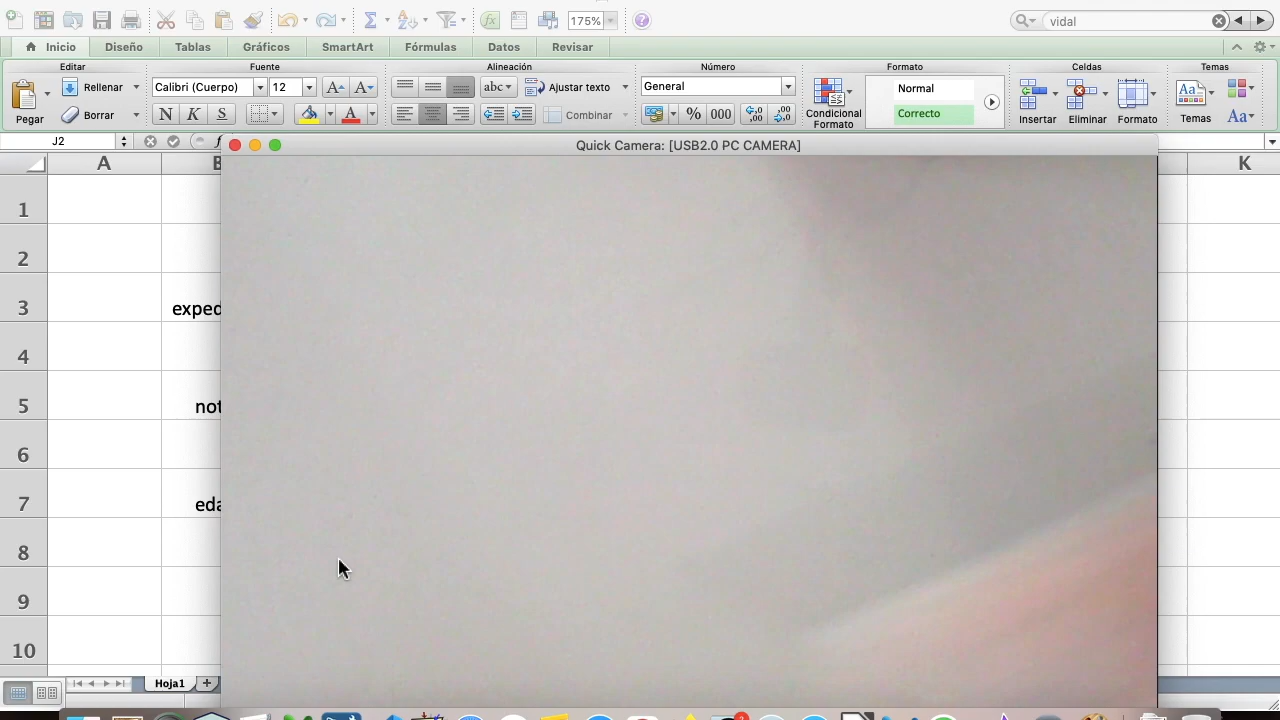 175%
vidal
Inicio
Diseño
Tablas
Gráficos
SmartArt
Fórmulas
Datos
Revisar
Editar
Fuente
Alineación
Número
Formato
Celdas
Temas
Rellenar
Calibri (Cuerpo)
12
A
A
abc
Ajustar texto
General
Normal
Pegar
Borrar
N
K
S
A
Combinar
%
000
Condicional
Formato
Correcto
Insertar
Eliminar
Formato
Temas
Aa
J2
Quick Camera: [USB2.0 PC CAMERA]
A
K
1
2
3
exped
4
5
not
6
7
eda
8
9
10
Hoja1